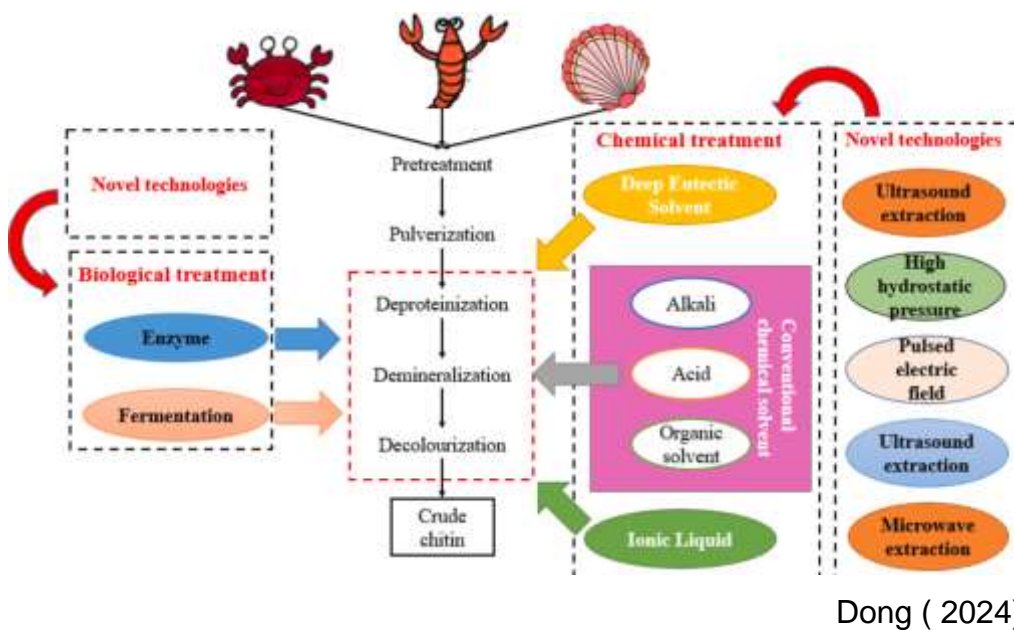 Novel technologies
Biological treatment
Enzyme
Fermentation
Pretreatment
Pulverization
Deproteinization
Demineralization
Decolourization
Crude
chitin
Chemical treatment
Deep Eutectic
Solvent
Alkali
Acid
Organic
solvent
Conventional
chemical solvent
Ionic Liquid
Novel technologies
Ultrasound
extraction
High
hydrostatic
pressure
Pulsed
electric
field
Ultrasound
extraction
Microwave
extraction
Dong ( 2024)